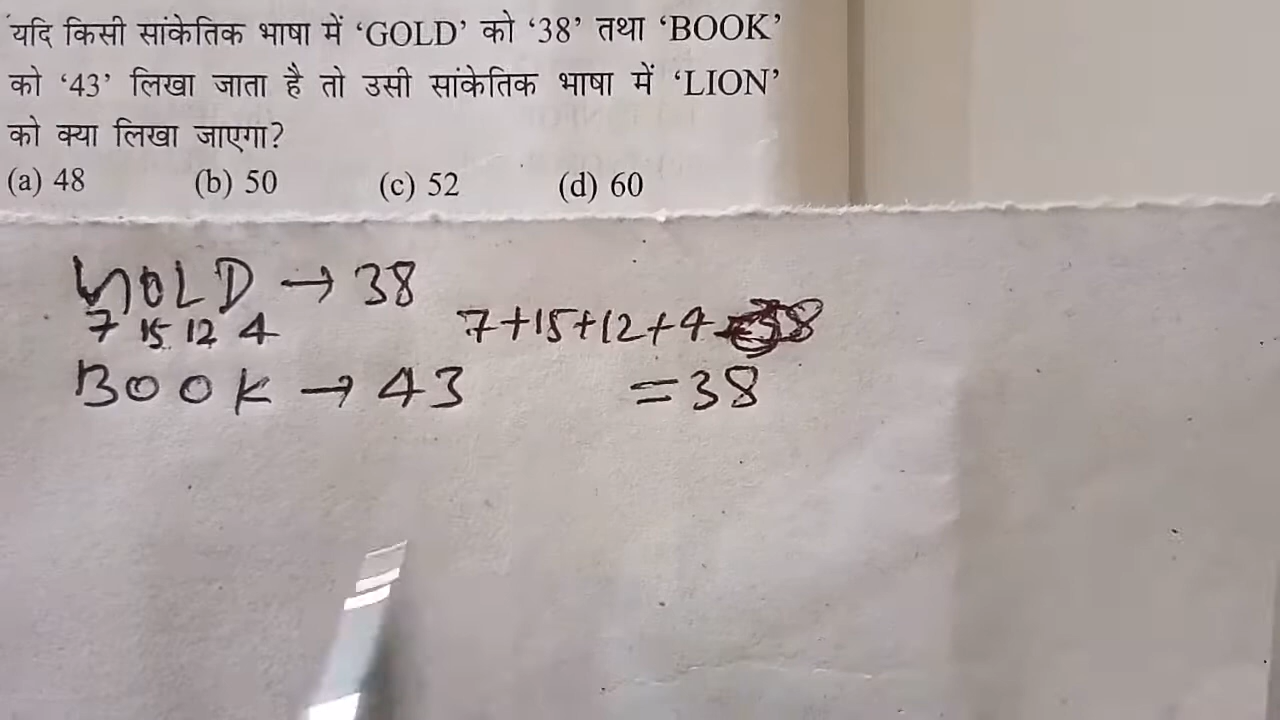 यदि किसी सांकेतिक भाषा में ‘GOLD’ को ‘38’ तथा ‘BOOK’
को ‘43’ लिखा जाता है तो उसी सांकेतिक भाषा में ‘LION’
को क्या लिखा जाएगा?
(a) 48 (b) 50 (c) 52 (d) 60
GOLD → 38
7 15 12 4 7+15+12+4
BOOK → 43 =38